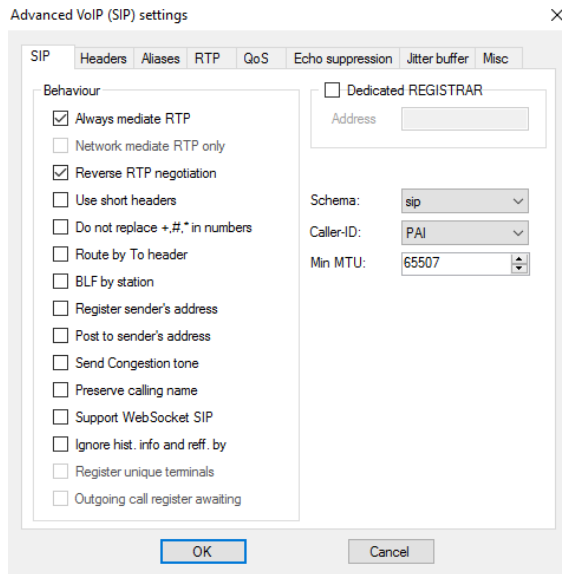 Advanced VoIP (SIP) settings
SIP Headers Aliases RTP QoS Echo suppression Jitter buffer Misc
Behaviour
Always mediate RTP
Network mediate RTP only
Reverse RTP negotiation
Use short headers
Do not replace +,#,* in numbers
Route by To header
BLF by station
Register sender's address
Post to sender's address
Send Congestion tone
Preserve calling name
Support WebSocket SIP
Ignore hist. info and reff. by
Register unique terminals
Outgoing call register awaiting
Dedicated REGISTRAR
Address
Schema: sip
Caller-ID: PAI
Min MTU: 65507
OK Cancel